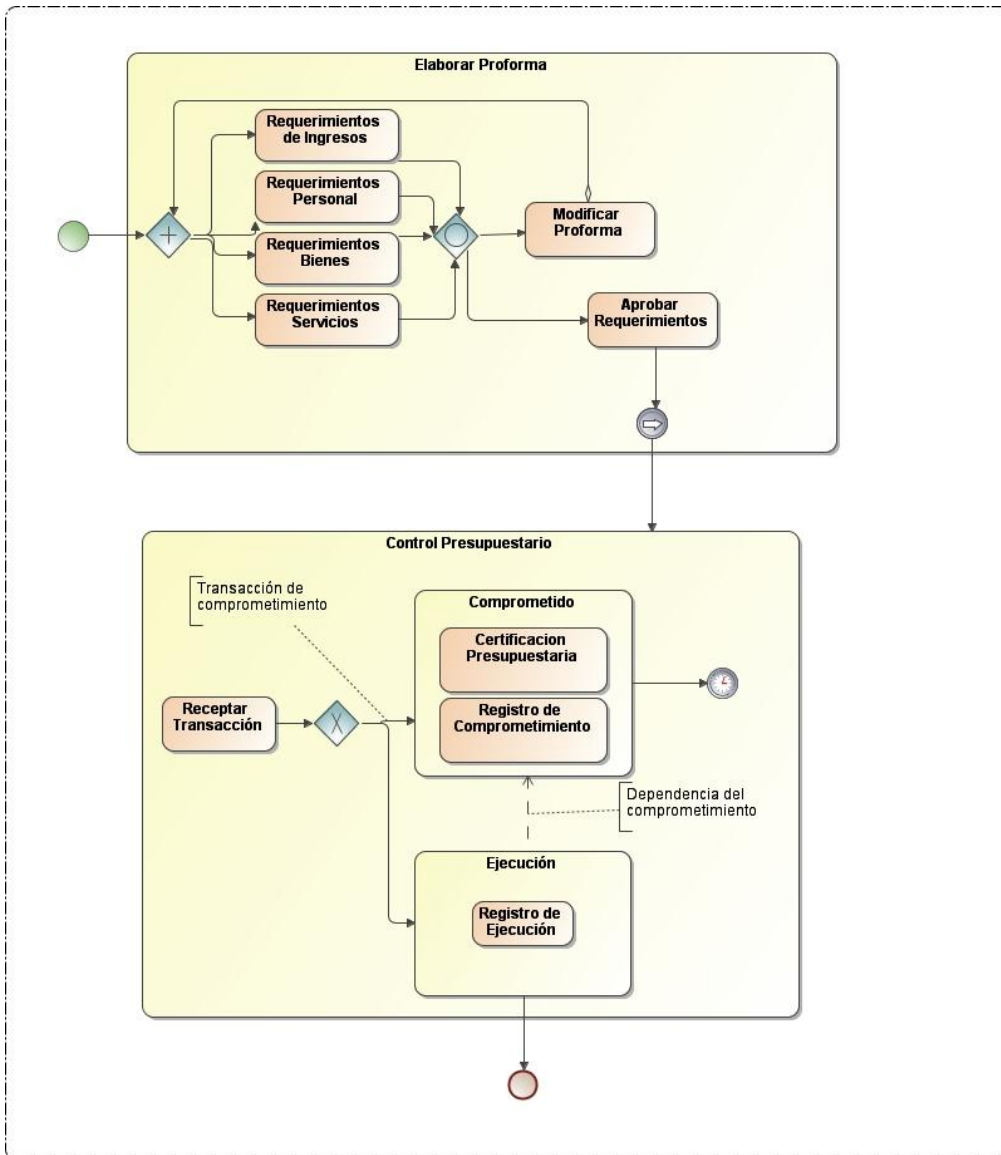 Elaborar Proforma
Requerimientos
de Ingresos
Requerimientos
Personal
Requerimientos
Bienes
Requerimientos
Servicios
Modificar
Proforma
Aprobar
Requerimientos
Control Presupuestario
Transacción de
comprometimiento
Comprometido
Certificacion
Presupuestaria
Registro de
Comprometimiento
Receptar
Transacción
Dependencia del
comprometimiento
Ejecución
Registro de
Ejecución